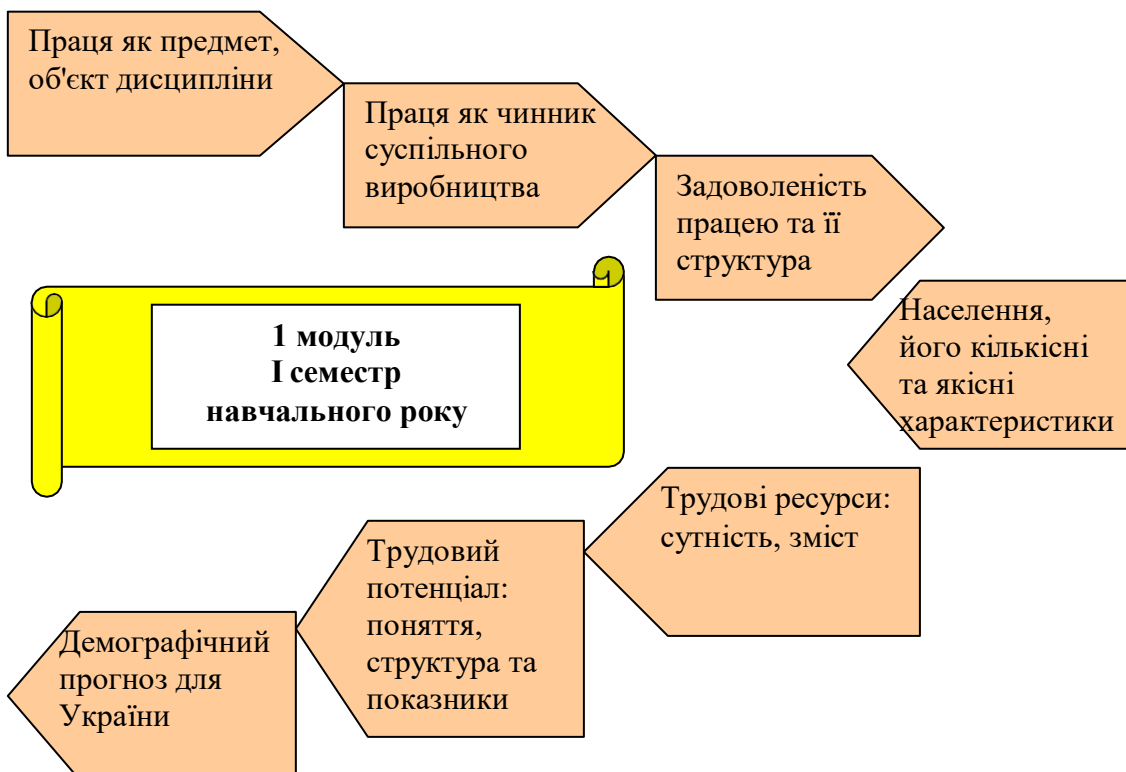 Праця як предмет,
об'єкт дисципліни
Праця як чинник
суспільного
виробництва
Задоволеність
працею та її
структура
1 модуль
І семестр
навчального року
Населення,
його кількісні
та якісні
характеристики
Трудові ресурси:
сутність, зміст
Трудовий
потенціал:
поняття,
структура та
показники
Демографічний
прогноз для
України